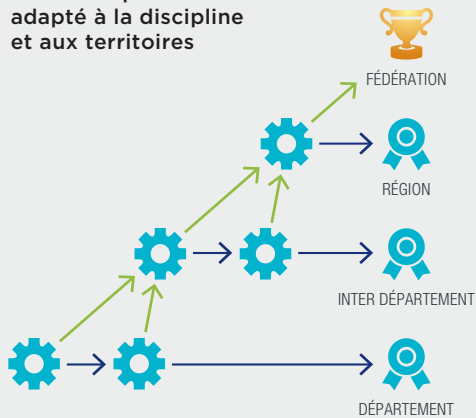 adapté à la discipline
et aux territoires
FÉDÉRATION
RÉGION
INTER DÉPARTEMENT
DÉPARTEMENT